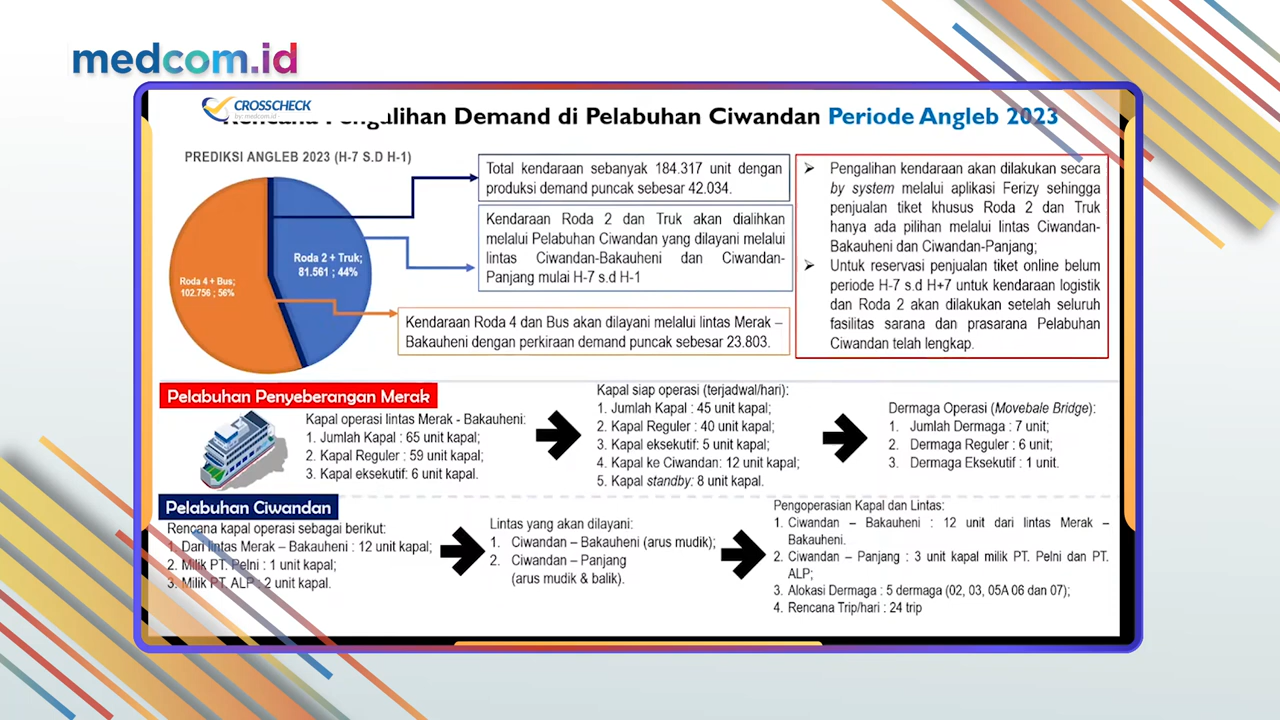 medcom.id
CROSSCHECK
by: medcom.id
Rencana Pengalihan Demand di Pelabuhan Ciwandan Periode Angleb 2023
PREDIKSI ANGLEB 2023 (H-7 S.D H-1)
Roda 2 + Truk;
81.561 ; 44%
Roda 4 + Bus;
102.756 ; 56%
Total kendaraan sebanyak 184.317 unit dengan
produksi demand puncak sebesar 42.034.
Kendaraan Roda 2 dan Truk akan dialihkan
melalui Pelabuhan Ciwandan yang dilayani melalui
lintas Ciwandan-Bakauheni dan Ciwandan-
Panjang mulai H-7 s.d H-1
Kendaraan Roda 4 dan Bus akan dilayani melalui lintas Merak –
Bakauheni dengan perkiraan demand puncak sebesar 23.803.
➢ Pengalihan kendaraan akan dilakukan secara
by system melalui aplikasi Ferizy sehingga
penjualan tiket khusus Roda 2 dan Truk
hanya ada pilihan melalui lintas Ciwandan-
Bakauheni dan Ciwandan-Panjang;
➢ Untuk reservasi penjualan tiket online belum
periode H-7 s.d H+7 untuk kendaraan logistik
dan Roda 2 akan dilakukan setelah seluruh
fasilitas sarana dan prasarana Pelabuhan
Ciwandan telah lengkap.
Pelabuhan Penyeberangan Merak
Kapal operasi lintas Merak - Bakauheni:
1. Jumlah Kapal : 65 unit kapal;
2. Kapal Reguler : 59 unit kapal;
3. Kapal eksekutif: 6 unit kapal.
Kapal siap operasi (terjadwal/hari):
1. Jumlah Kapal : 45 unit kapal;
2. Kapal Reguler : 40 unit kapal;
3. Kapal eksekutif: 5 unit kapal;
4. Kapal ke Ciwandan: 12 unit kapal;
5. Kapal standby: 8 unit kapal.
Dermaga Operasi (Movebale Bridge):
1. Jumlah Dermaga : 7 unit;
2. Dermaga Reguler : 6 unit;
3. Dermaga Eksekutif : 1 unit.
Pelabuhan Ciwandan
Rencana kapal operasi sebagai berikut:
1. Dari lintas Merak – Bakauheni : 12 unit kapal;
2. Milik PT. Pelni : 1 unit kapal;
3. Milik PT. ALP : 2 unit kapal.
Lintas yang akan dilayani:
1. Ciwandan – Bakauheni (arus mudik);
2. Ciwandan – Panjang
(arus mudik & balik).
Pengoperasian Kapal dan Lintas:
1. Ciwandan – Bakauheni : 12 unit dari lintas Merak –
Bakauheni.
2. Ciwandan – Panjang : 3 unit kapal milik PT. Pelni dan PT.
ALP;
3. Alokasi Dermaga : 5 dermaga (02, 03, 05A 06 dan 07);
4. Rencana Trip/hari : 24 trip